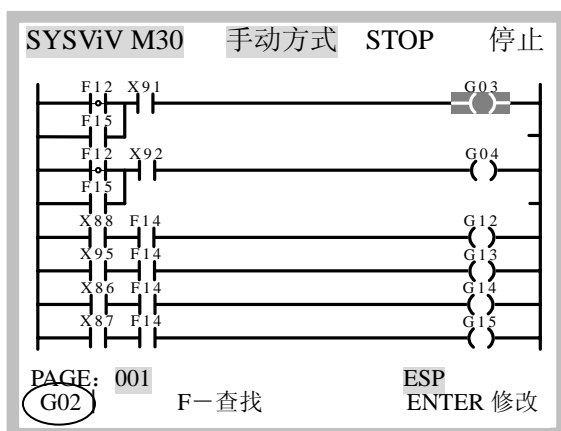 SYSViV M30 手动方式 STOP 停止
F12 X91 G03
F15
F12 X92 G04
F15
X88 F14 G12
X95 F14 G13
X86 F14 G14
X87 F14 G15
PAGE：001 ESP
G02 F－查找 ENTER 修改